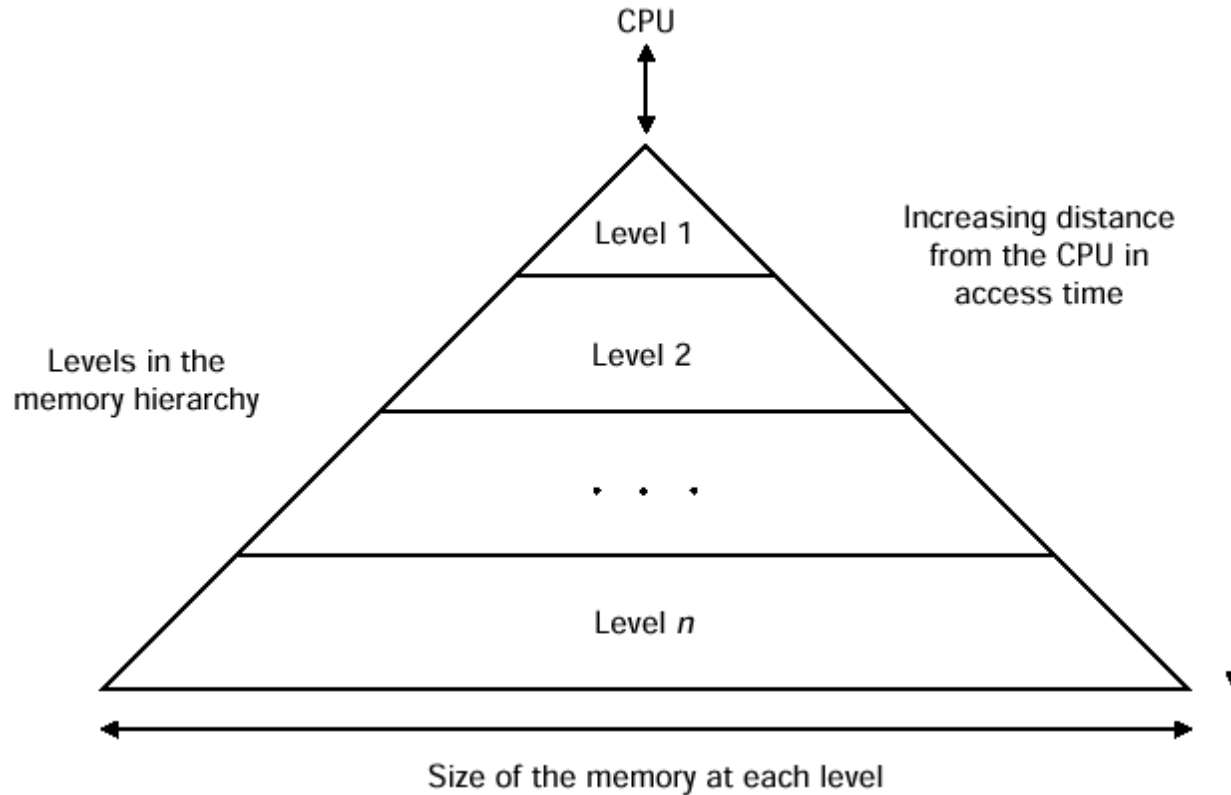 CPU
Level 1
Increasing distance
from the CPU in
access time
Levels in the
memory hierarchy
Level 2
. . .
Level n
Size of the memory at each level